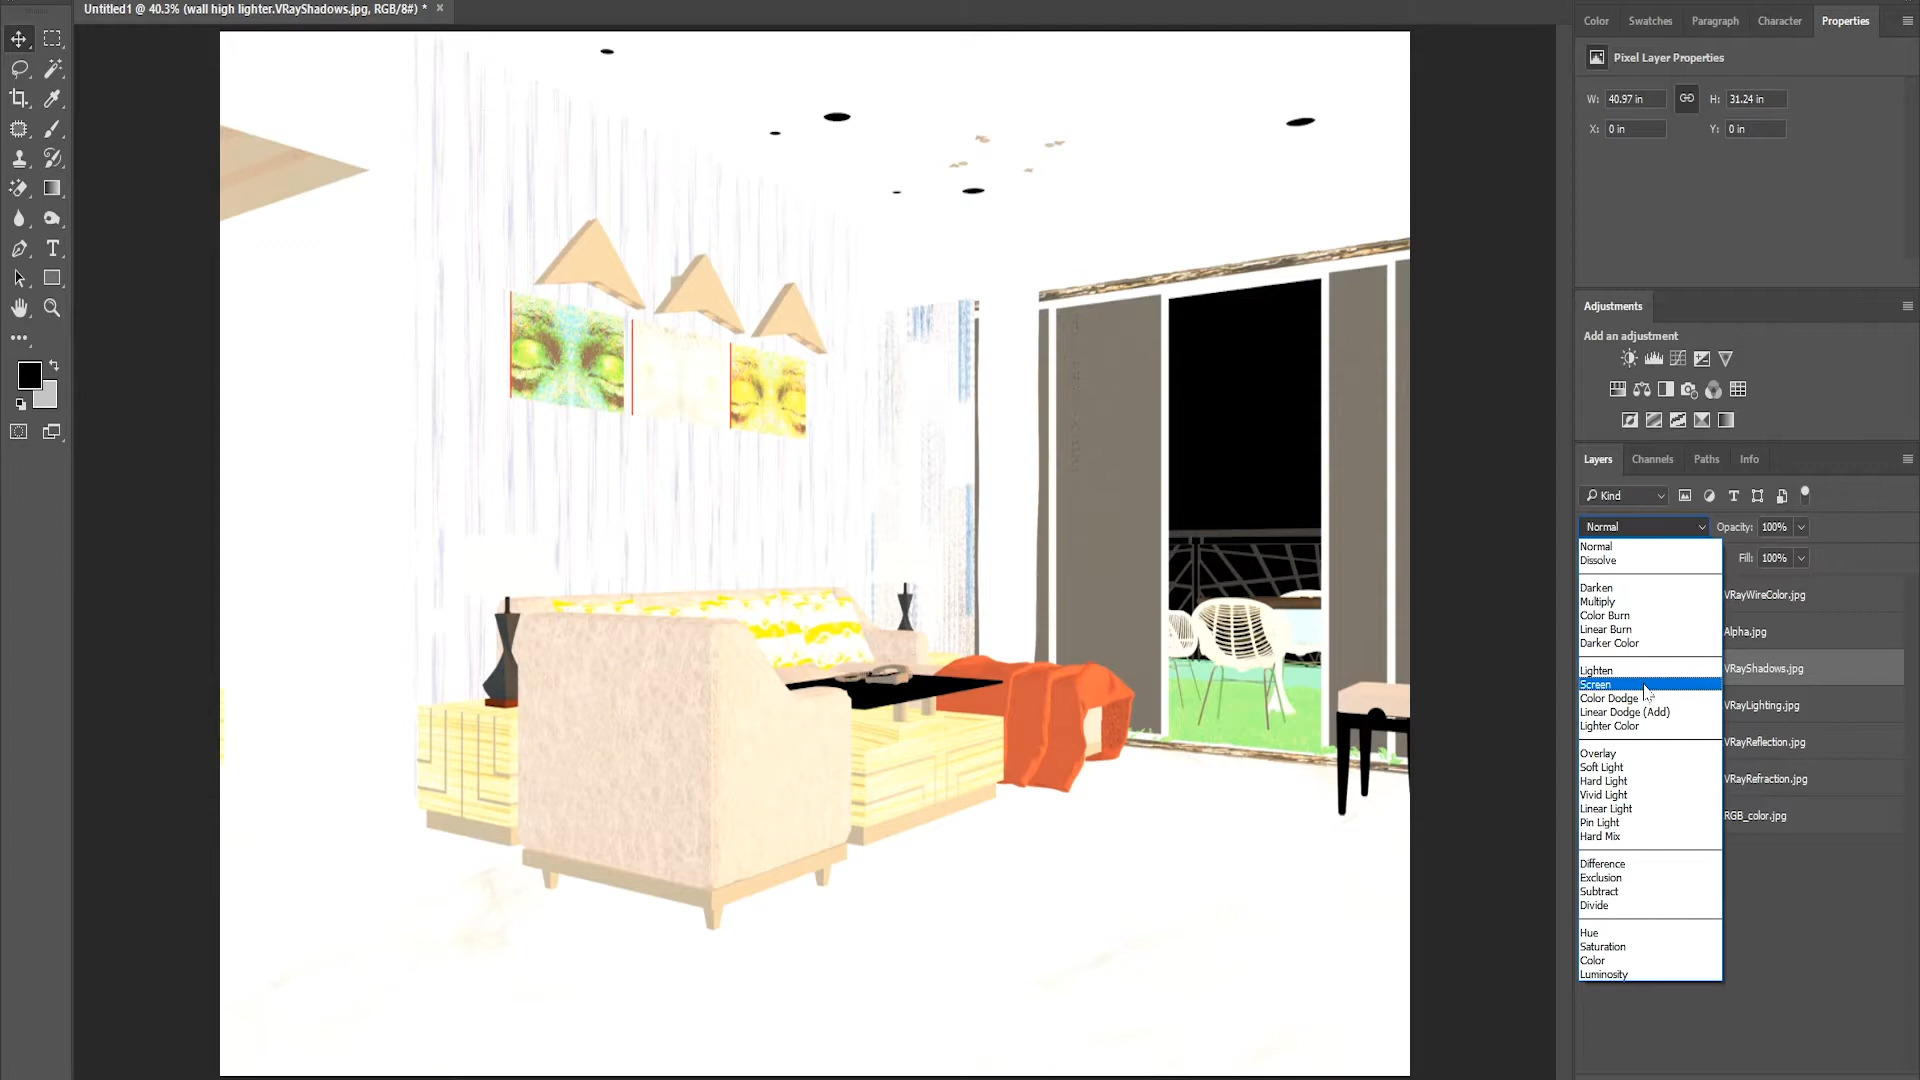 Untitled1 @ 40.3% (wall high lighter.VRayShadows.jpg, RGB/8#) * ×
Color Swatches Paragraph Character Properties
Pixel Layer Properties
W: 40.97 in H: 31.24 in
X: 0 in Y: 0 in
Adjustments
Add an adjustment
Layers Channels Paths Info
Kind
Normal Opacity: 100%
Fill: 100%
Normal
Dissolve
Darken
Multiply
Color Burn
Linear Burn
Darker Color
Lighten
Screen
Color Dodge
Linear Dodge (Add)
Lighter Color
Overlay
Soft Light
Hard Light
Vivid Light
Linear Light
Pin Light
Hard Mix
Difference
Exclusion
Subtract
Divide
Hue
Saturation
Color
Luminosity
VRayWireColor.jpg
Alpha.jpg
VRayShadows.jpg
VRayLighting.jpg
VRayReflection.jpg
VRayRefraction.jpg
RGB_color.jpg